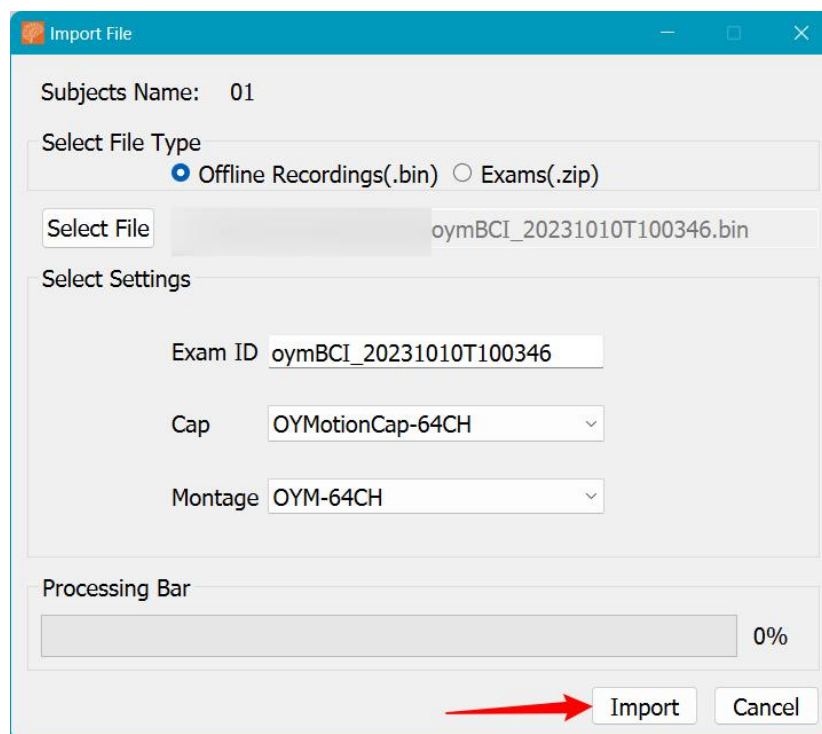 Import File
Subjects Name: 01
Select File Type
Offline Recordings(.bin) Exams(.zip)
Select File oymBCI_20231010T100346.bin
Select Settings
Exam ID oymBCI_20231010T100346
Cap OYMotionCap-64CH
Montage OYM-64CH
Processing Bar
0%
Import Cancel